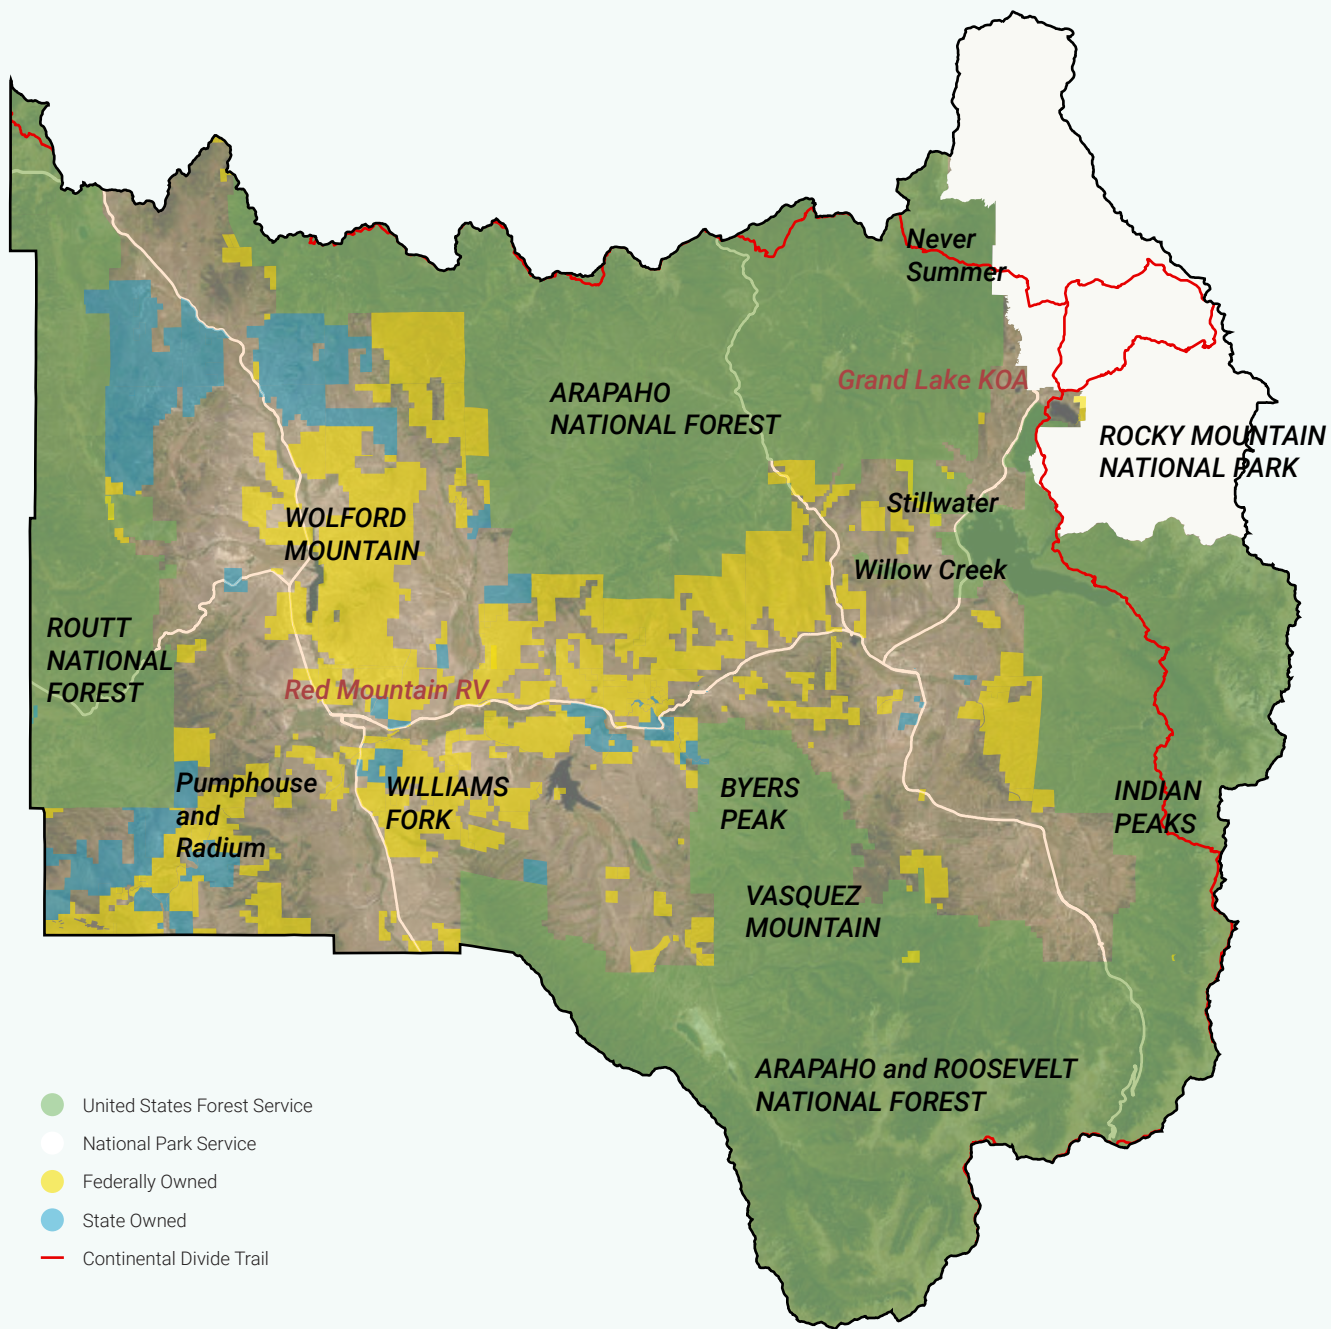 Never
Summer
Grand Lake KOA
ARAPAHO
NATIONAL FOREST
ROCKY MOUNTAIN
NATIONAL PARK
Stillwater
WOLFORD
MOUNTAIN
Willow Creek
ROUTT
NATIONAL
FOREST
Red Mountain RV
Pumphouse
and
Radium
WILLIAMS
FORK
BYERS
PEAK
INDIAN
PEAKS
VASQUEZ
MOUNTAIN
ARAPAHO and ROOSEVELT
NATIONAL FOREST
United States Forest Service
National Park Service
Federally Owned
State Owned
Continental Divide Trail